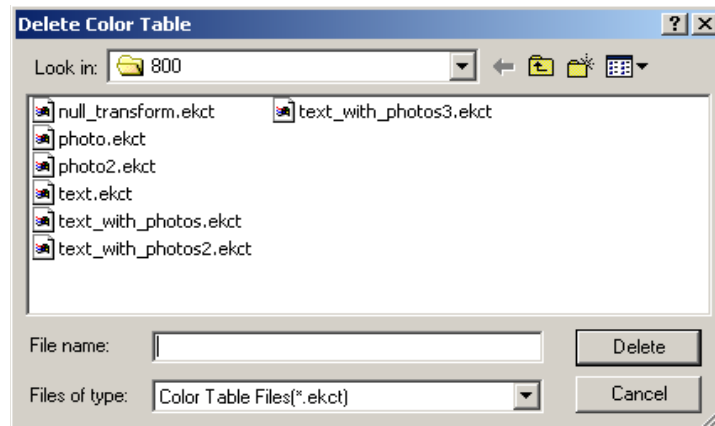 Delete Color Table
Look in: 800
null_transform.ekct text_with_photos3.ekct
photo.ekct
photo2.ekct
text.ekct
text_with_photos.ekct
text_with_photos2.ekct
File name: Delete
Files of type: Color Table Files(*.ekct) Cancel